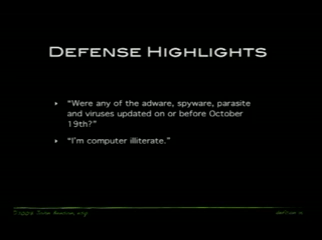 DEFENSE HIGHLIGHTS
"Were any of the adware, spyware, parasite
and viruses updated on or before October
19th?"
"I'm computer illiterate."